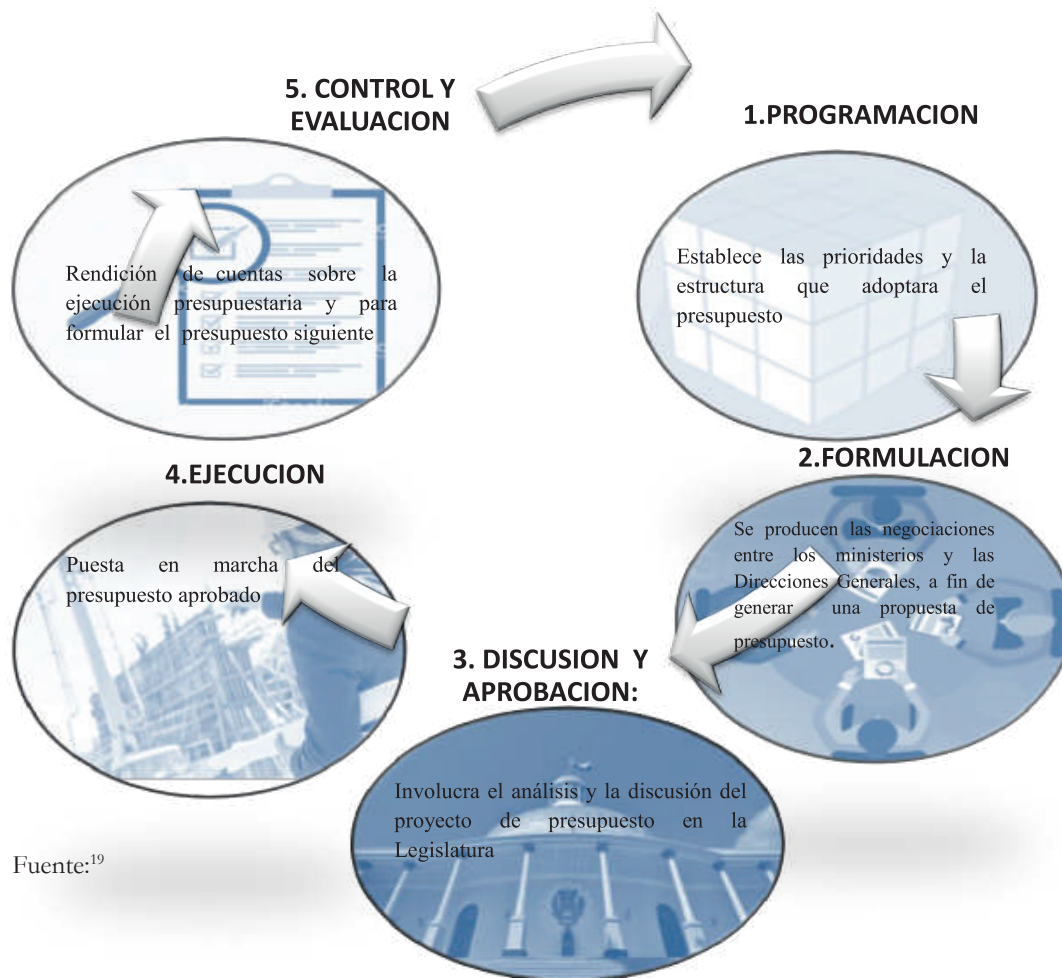 5. CONTROL Y
EVALUACION
Rendición de cuentas sobre la
ejecución presupuestaria y para
formular el presupuesto siguiente
1.PROGRAMACION
Establece las prioridades y la
estructura que adoptara el
presupuesto
2.FORMULACION
Se producen las negociaciones
entre los ministerios y las
Direcciones Generales, a fin de
generar una propuesta de
presupuesto.
3. DISCUSION Y
APROBACION:
Involucra el análisis y la discusión del
proyecto de presupuesto en la
Legislatura
4.EJECUCION
Puesta en marcha del
presupuesto aprobado
Fuente:19